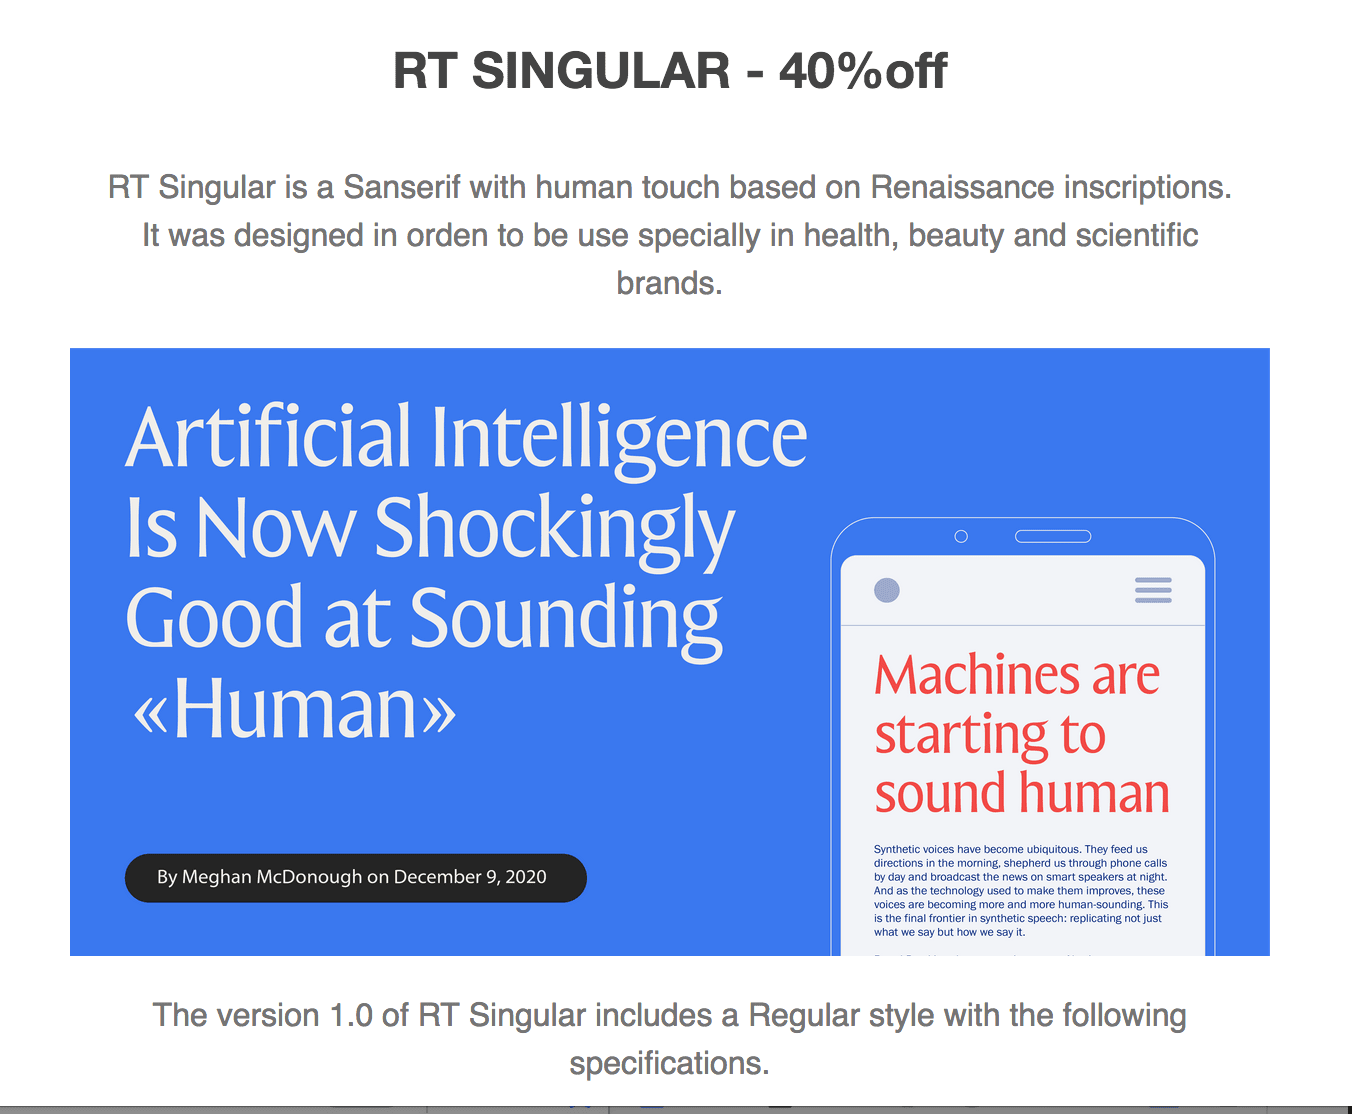 RT SINGULAR - 40%off
RT Singular is a Sanserif with human touch based on Renaissance inscriptions.
It was designed in orden to be use specially in health, beauty and scientific
brands.
Artificial Intelligence
Is Now Shockingly
Good at Sounding
«Human»
By Meghan McDonough on December 9, 2020
Machines are
starting to
sound human
Synthetic voices have become ubiquitous. They feed us
directions in the morning, shepherd us through phone calls
by day and broadcast the news on smart speakers at night.
And as the technology used to make them improves, these
voices are becoming more and more human-sounding. This
is the final frontier in synthetic speech: replicating not just
what we say but how we say it.
The version 1.0 of RT Singular includes a Regular style with the following
specifications.